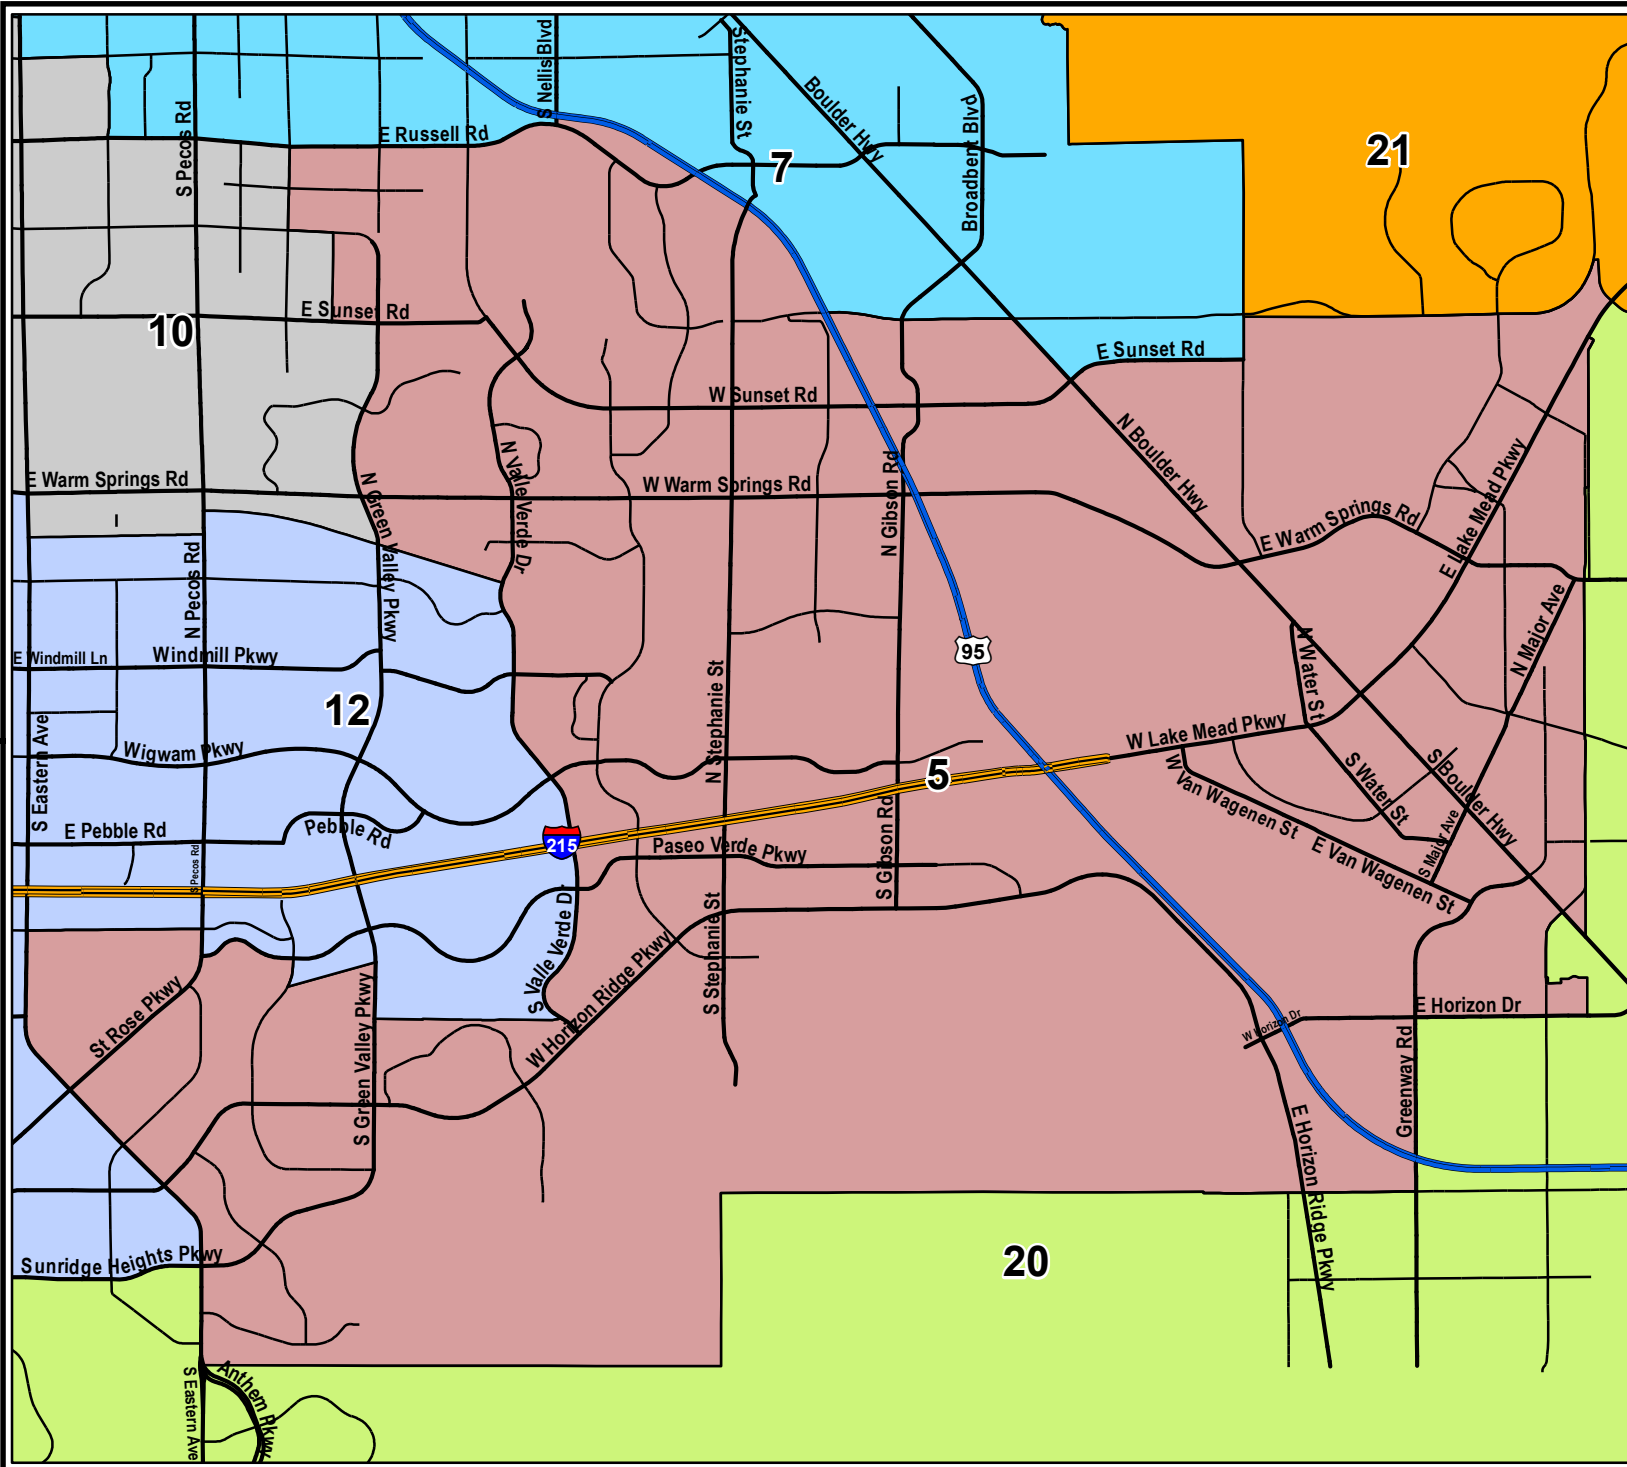 S Nellis Blvd
Stephanie St
Boulder Hwy
Broadbent Blvd
S Pecos Rd
E Russell Rd
7
21
10
E Sunset Rd
E Sunset Rd
W Sunset Rd
N Boulder Hwy
E Warm Springs Rd
N Green Valley Pkwy
N Valle Verde Dr
W Warm Springs Rd
N Gibson Rd
E Warm Springs Rd
E Lake Mead Pkwy
N Pecos Rd
N Major Ave
E Windmill Ln
Windmill Pkwy
95
N Water St
12
N Stephanie St
W Lake Mead Pkwy
S Eastern Ave
Wigwam Pkwy
5
W Van Wagenen St
S Water St
S Boulder Hwy
E Pebble Rd
Pebble Rd
215
Paseo Verde Pkwy
S Gibson Rd
S Pecos Rd
E Van Wagenen St
S Major Ave
S Valle Verde Dr
S Stephanie St
St Rose Pkwy
S Green Valley Pkwy
W Horizon Ridge Pkwy
W Horizon Dr
E Horizon Dr
Greenway Rd
E Horizon Ridge Pkwy
Sunridge Heights Pkwy
20
S Eastern Ave
Anthem Pkwy